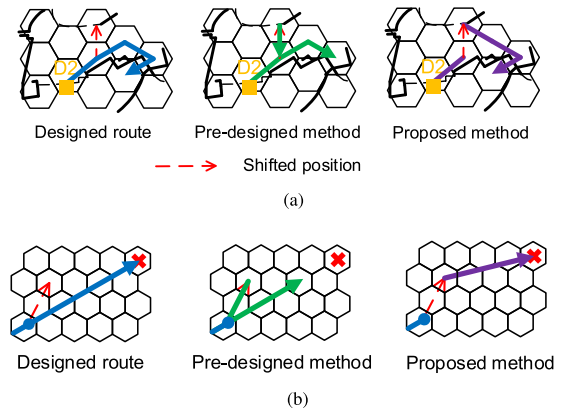 D2 D2 D2
Designed route Pre-designed method Proposed method
Shifted position
(a)
Designed route Pre-designed method Proposed method
(b)